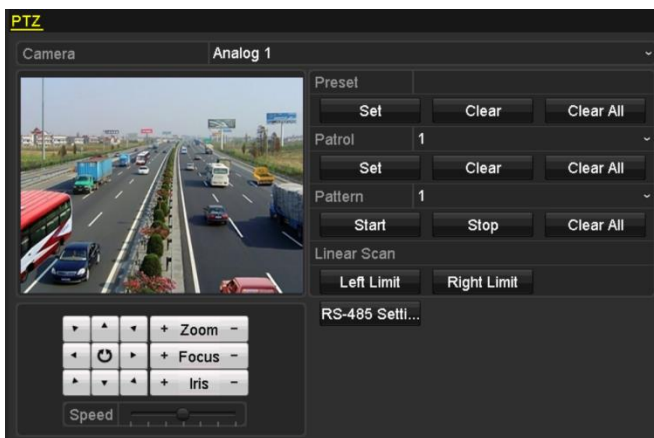 PTZ
Camera Analog 1
Preset
Set Clear Clear All
Patrol 1
Set Clear Clear All
Pattern 1
Start Stop Clear All
Linear Scan
Left Limit Right Limit
RS-485 Setti...
+ Zoom -
+ Focus -
+ Iris -
Speed